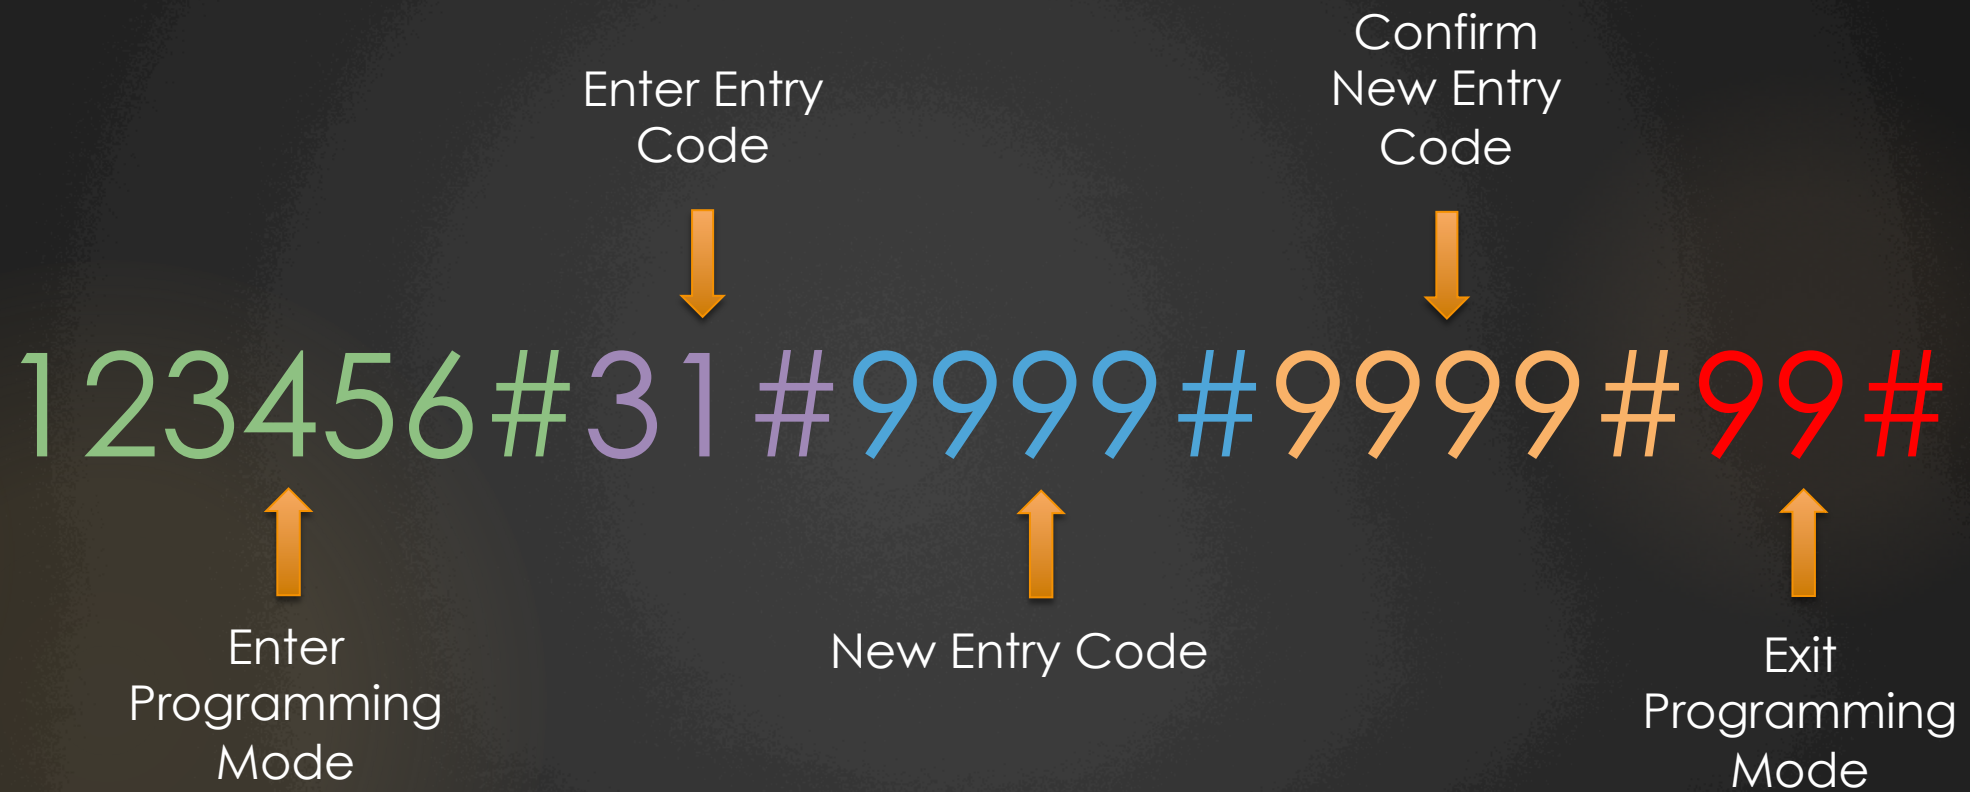 Enter Entry
Code
Confirm
New Entry
Code
123456#31#9999#9999#99#
Enter
Programming
Mode
New Entry Code
Exit
Programming
Mode